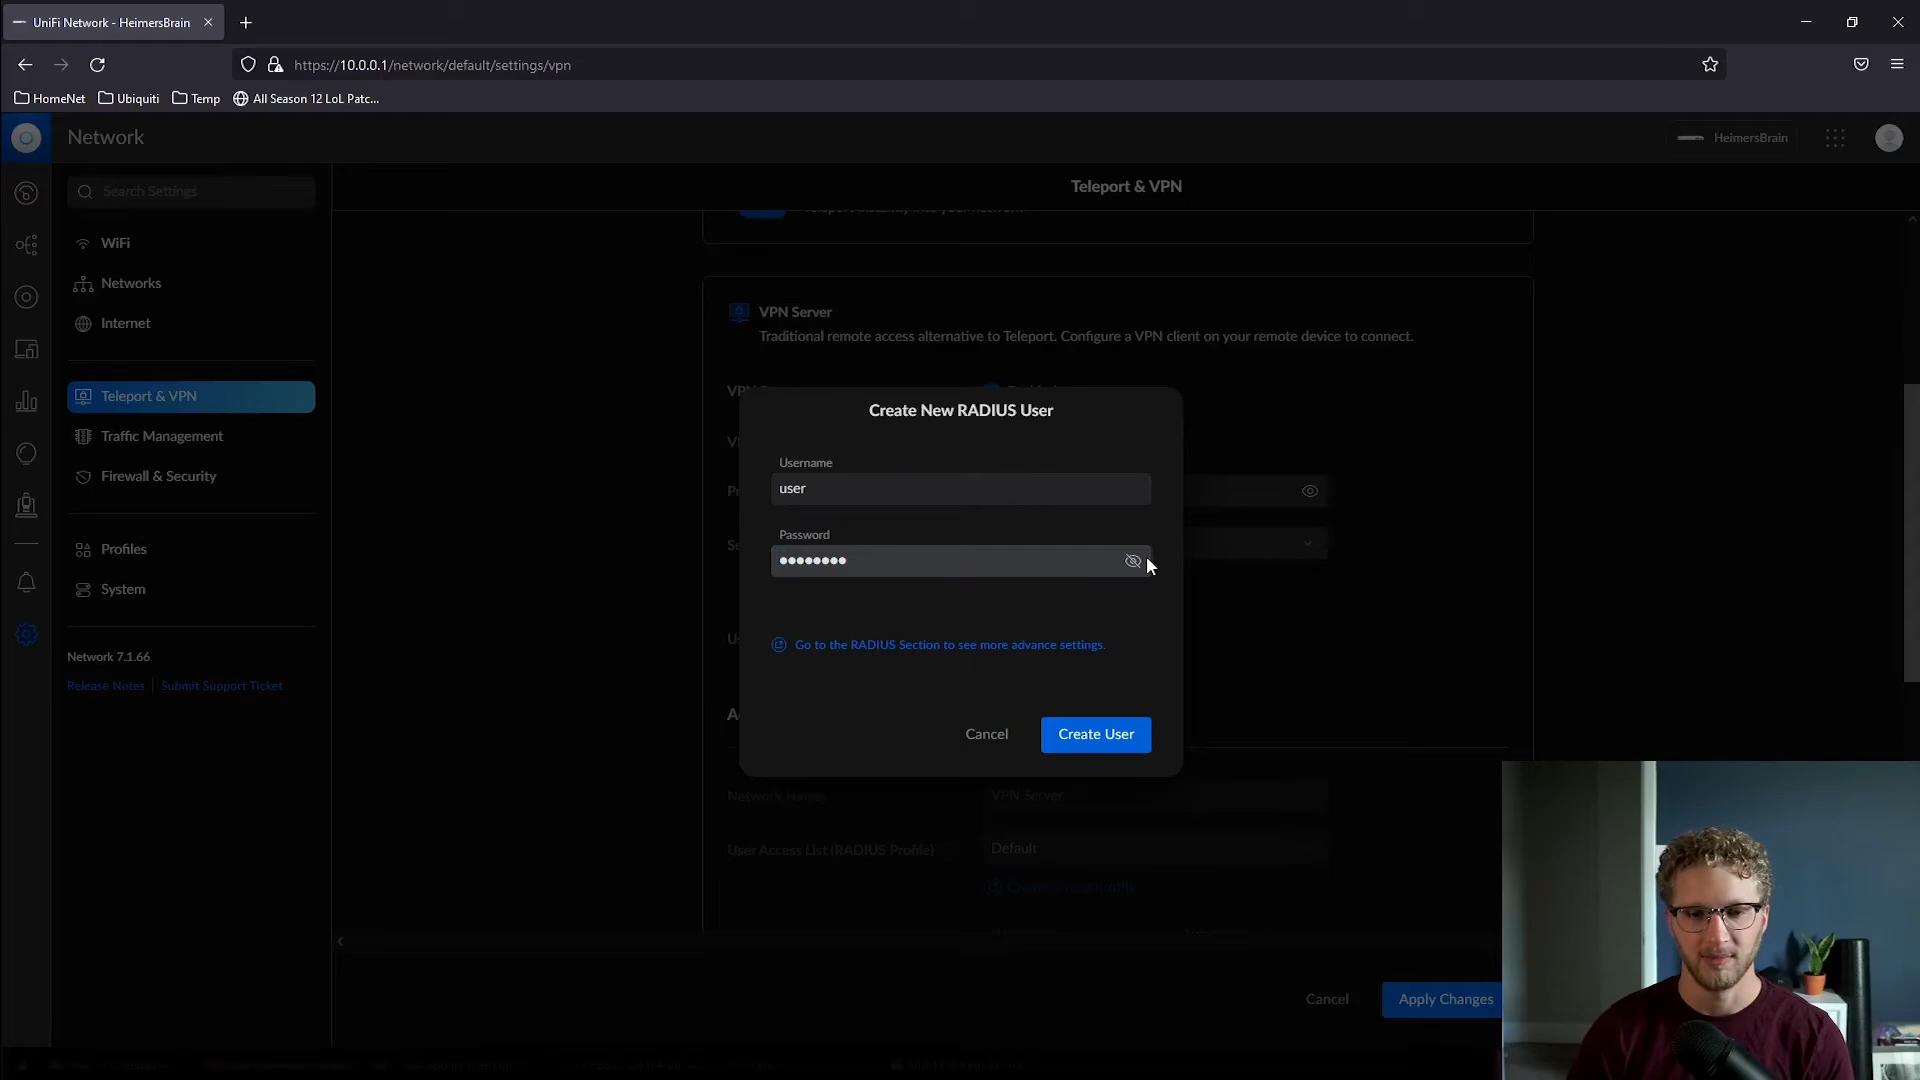 UniFi Network - HeimersBrain
https://10.0.0.1/network/default/settings/vpn
HomeNet
Ubiquiti
Temp
All Season 12 LoL Patc...
Network
HeimersBrain
Search Settings
WiFi
Networks
Internet
Teleport & VPN
Traffic Management
Firewall & Security
Profiles
System
Network 7.1.66
Release Notes
Submit Support Ticket
Teleport & VPN
VPN Server
Traditional remote access alternative to Teleport. Configure a VPN client on your remote device to connect.
Create New RADIUS User
Username
user
Password
Go to the RADIUS Section to see more advance settings.
Cancel
Create User
Network Name
VPN Server
User Access List (RADIUS Profile)
Default
Cancel
Apply Changes